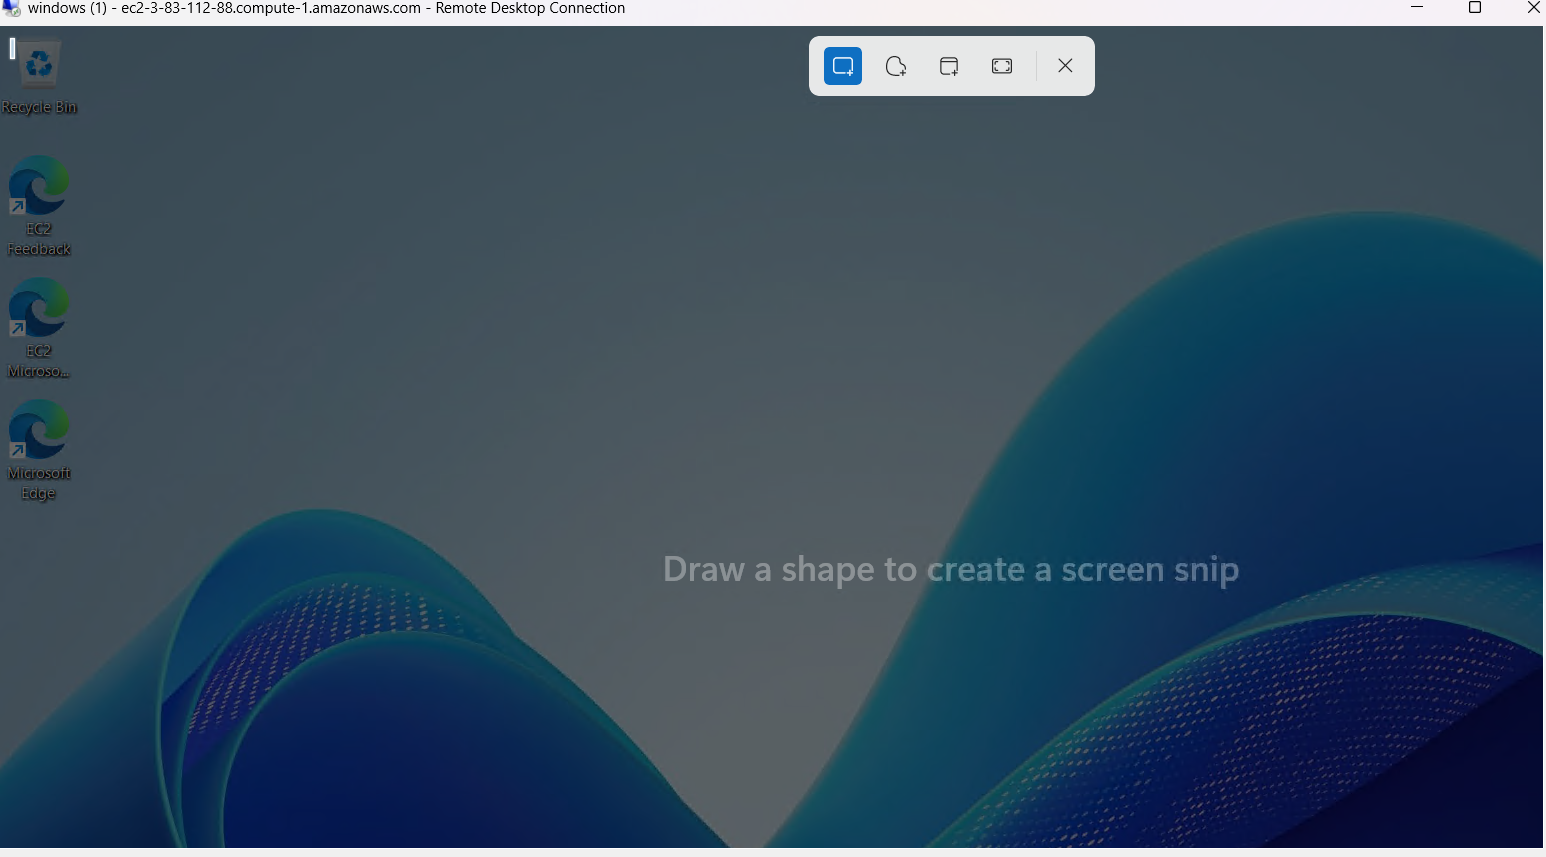 windows (1) - ec2-3-83-112-88.compute-1.amazonaws.com - Remote Desktop Connection
Recycle Bin
EC2
Feedback
EC2
Microso...
Microsoft
Edge
Draw a shape to create a screen snip